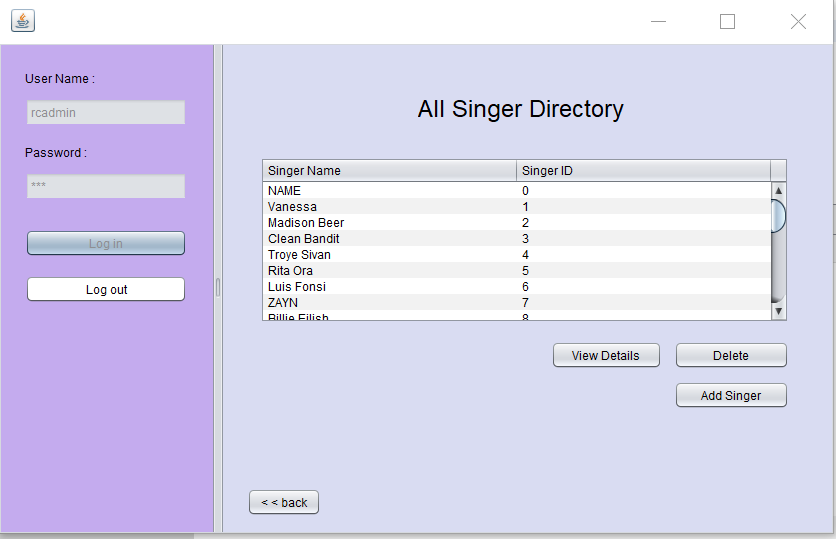 User Name :
rcadmin
Password :
***
Log in
Log out
All Singer Directory
Singer Name Singer ID
NAME 0
Vanessa 1
Madison Beer 2
Clean Bandit 3
Troye Sivan 4
Rita Ora 5
Luis Fonsi 6
ZAYN 7
Billie Eilish 8
View Details Delete
Add Singer
< < back